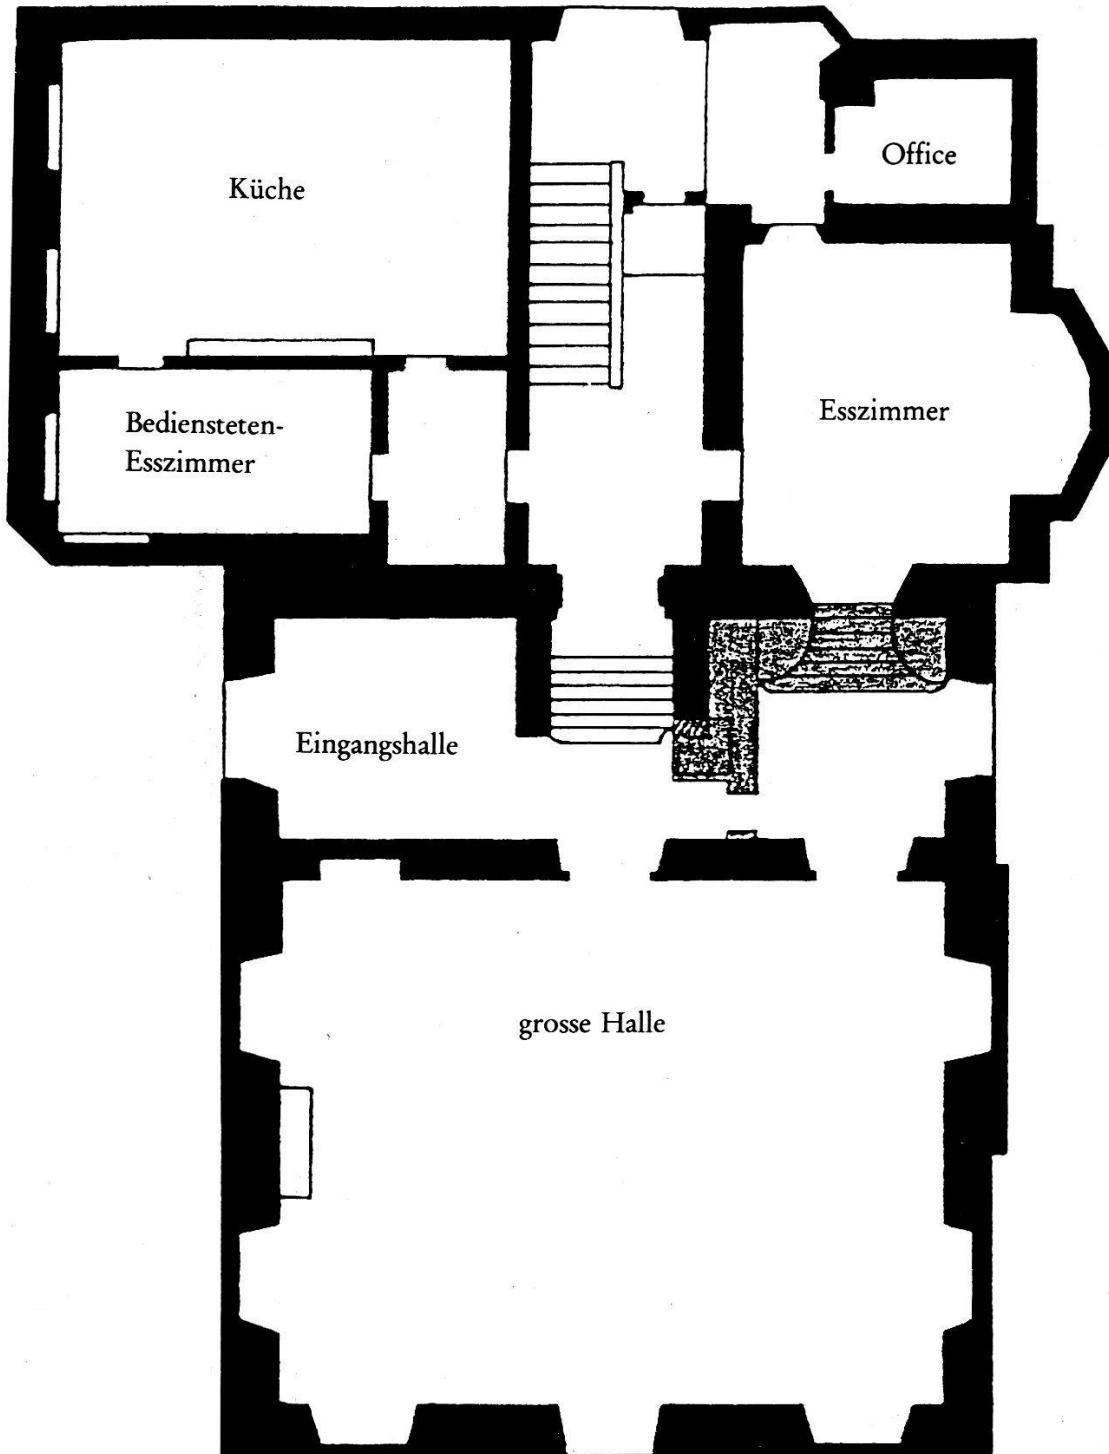 Office
Küche
Esszimmer
Bediensteten-
Esszimmer
Eingangshalle
grosse Halle